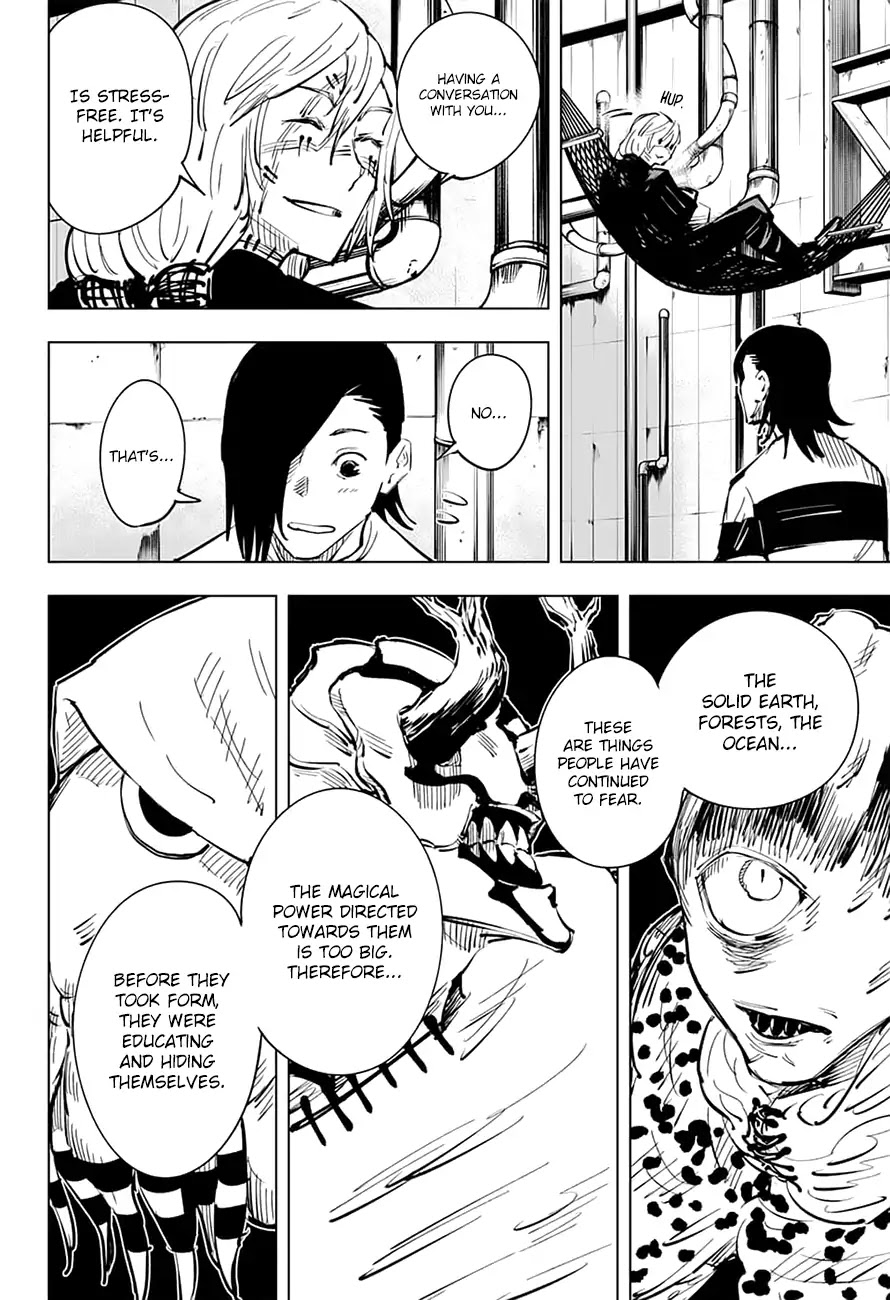 HUP.
HAVING A
CONVERSATION
WITH YOU...
IS STRESS-
FREE. IT'S
HELPFUL.
NO...
THAT'S...
THE
SOLID EARTH,
FORESTS, THE
OCEAN...
THESE
ARE THINGS
PEOPLE HAVE
CONTINUED
TO FEAR.
THE MAGICAL
POWER DIRECTED
TOWARDS THEM
IS TOO BIG.
THEREFORE...
BEFORE THEY
TOOK FORM,
THEY WERE
EDUCATING
AND HIDING
THEMSELVES.